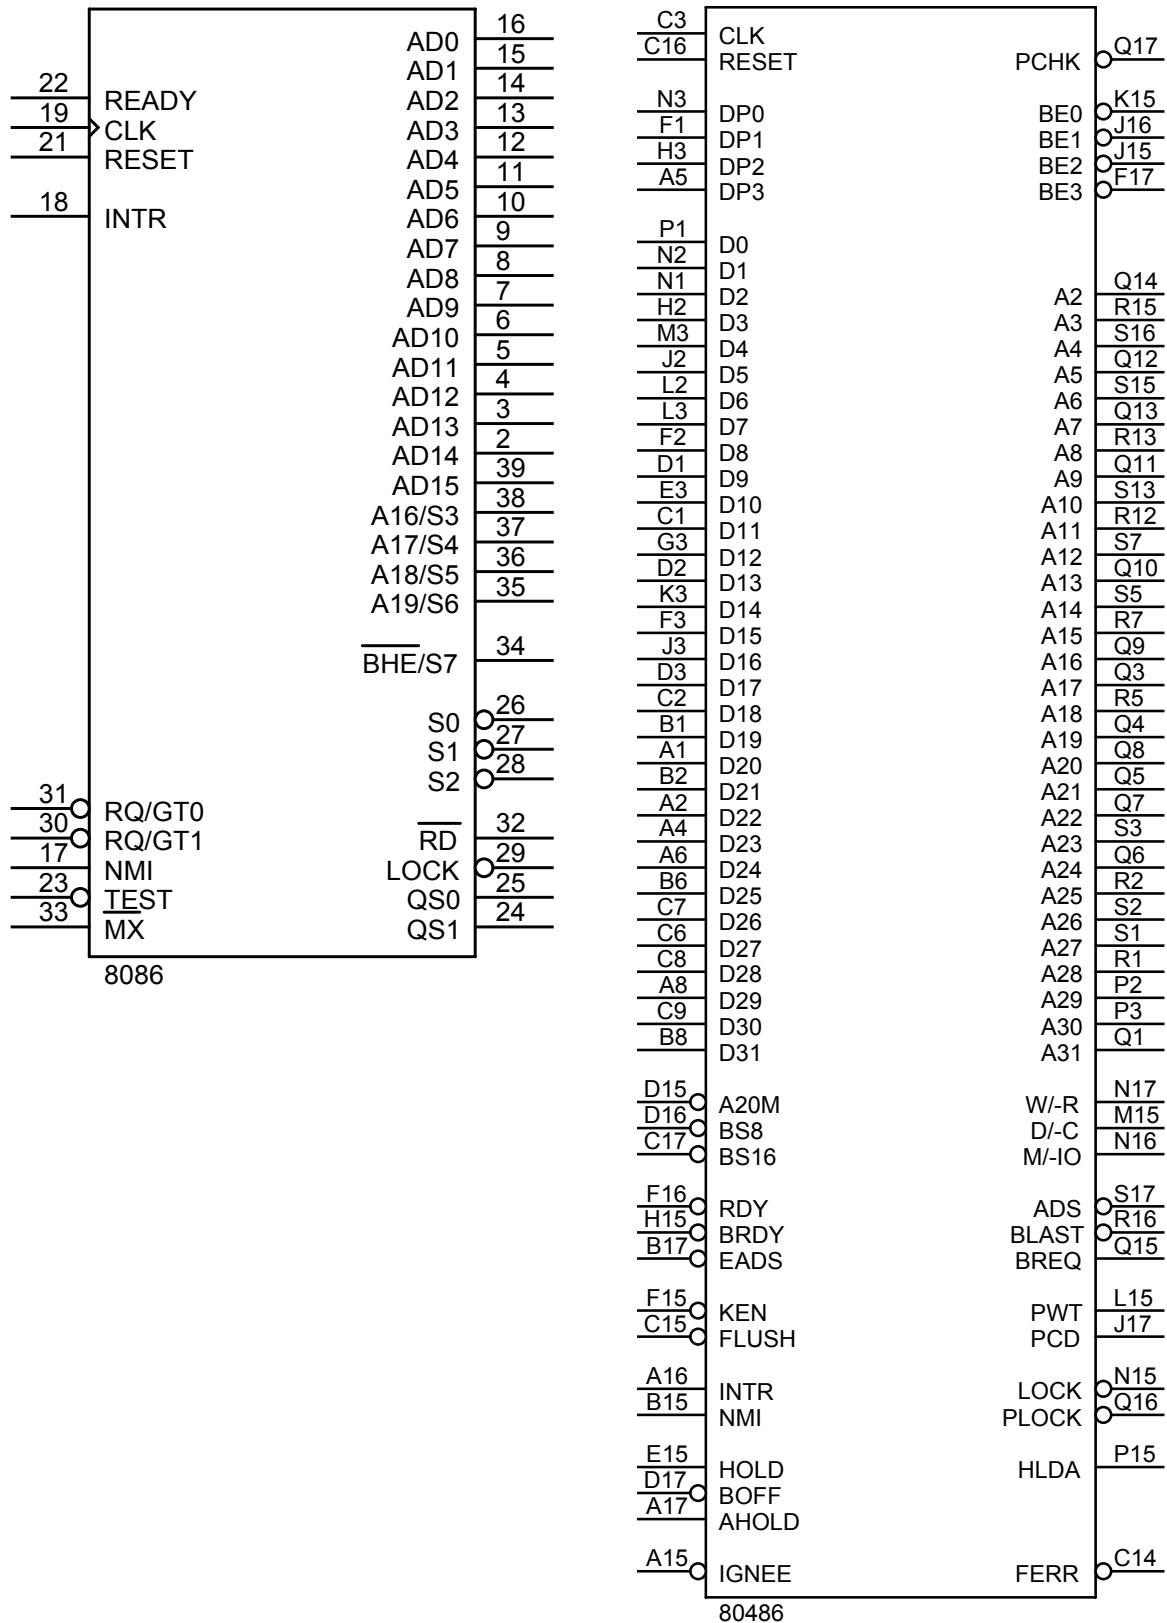 22 READY
19 CLK
21 RESET
18 INTR
31 RQ/GT0
30 RQ/GT1
17 NMI
23 TEST
33 MX
AD0 16
AD1 15
AD2 14
AD3 13
AD4 12
AD5 11
AD6 10
AD7 9
AD8 8
AD9 7
AD10 6
AD11 5
AD12 4
AD13 3
AD14 2
AD15 39
A16/S3 38
A17/S4 37
A18/S5 36
A19/S6 35
BHE/S7 34
S0 26
S1 27
S2 28
RD 32
LOCK 29
QS0 25
QS1 24
8086
C3 CLK
C16 RESET
N3 DP0
F1 DP1
H3 DP2
A5 DP3
P1 D0
N2 D1
N1 D2
H2 D3
M3 D4
J2 D5
L2 D6
L3 D7
F2 D8
D1 D9
E3 D10
C1 D11
G3 D12
D2 D13
K3 D14
F3 D15
J3 D16
D3 D17
C2 D18
B1 D19
A1 D20
B2 D21
A2 D22
A4 D23
A6 D24
B6 D25
C7 D26
C6 D27
C8 D28
A8 D29
C9 D30
B8 D31
D15 A20M
D16 BS8
C17 BS16
F16 RDY
H15 BRDY
B17 EADS
F15 KEN
C15 FLUSH
A16 INTR
B15 NMI
E15 HOLD
D17 BOFF
A17 AHOLD
A15 IGNEE
PCHK Q17
BE0 K15
BE1 J16
BE2 J15
BE3 F17
A2 Q14
A3 R15
A4 S16
A5 Q12
A6 S15
A7 Q13
A8 R13
A9 Q11
A10 S13
A11 R12
A12 S7
A13 Q10
A14 S5
A15 R7
A16 Q9
A17 Q3
A18 R5
A19 Q4
A20 Q8
A21 Q5
A22 Q7
A23 S3
A24 Q6
A25 R2
A26 S2
A27 S1
A28 R1
A29 P2
A30 P3
A31 Q1
W/-R N17
D/-C M15
M/-IO N16
ADS S17
BLAST R16
BREQ Q15
PWT L15
PCD J17
LOCK N15
PLOCK Q16
HLDA P15
FERR C14
80486